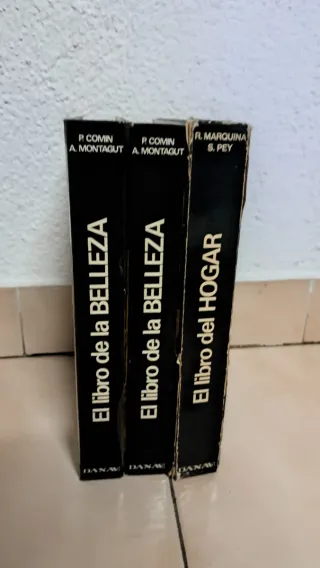 P. COMIN
A. MONTAGUT
El libro de la BELLEZA
DANAE
P. COMIN
A. MONTAGUT
El libro de la BELLEZA
DANAE
R. MARQUINA
S. PEY
El libro del HOGAR
DANAE